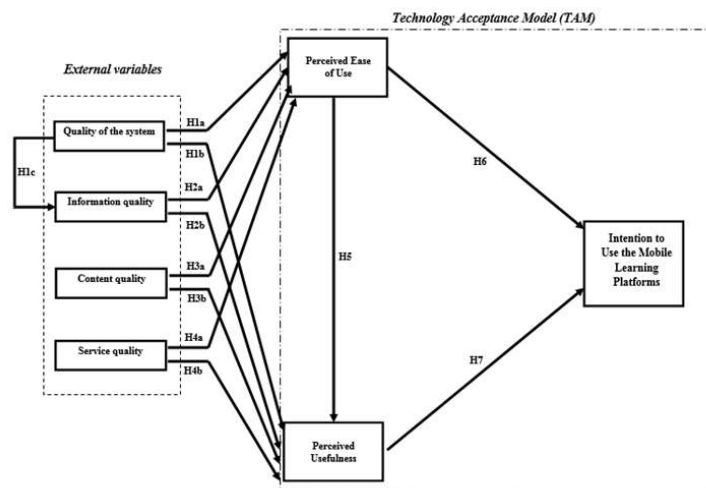 Technology Acceptance Model (TAM)
External variables
Perceived Ease
of Use
Quality of the system
H1a
H1b
H1c
Information quality
H2a
H2b
Content quality
H3a
H3b
Service quality
H4a
H4b
H5
H6
H7
Intention to
Use the Mobile
Learning
Platforms
Perceived
Usefulness